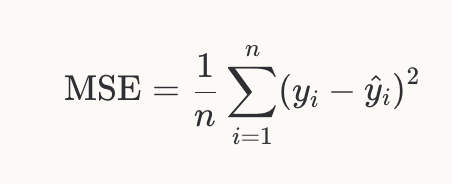 MSE = \frac{1}{n} \sum_{i=1}^{n} (y_i - \hat{y}_i)^2